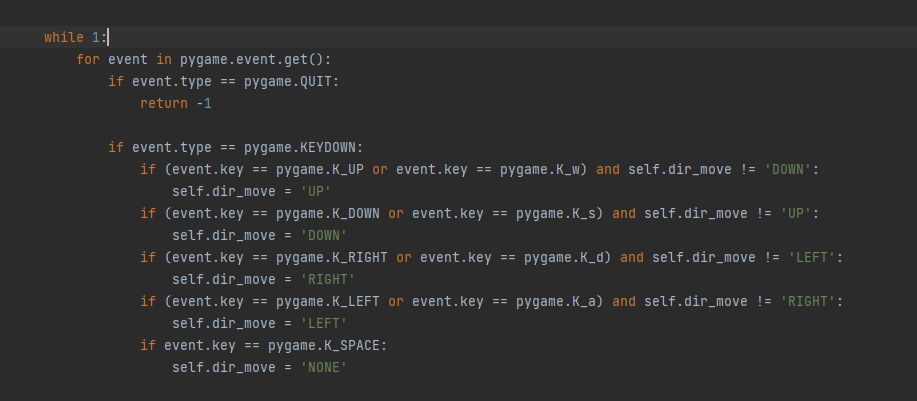 while 1:
    for event in pygame.event.get():
        if event.type == pygame.QUIT:
            return -1

        if event.type == pygame.KEYDOWN:
            if (event.key == pygame.K_UP or event.key == pygame.K_w) and self.dir_move != 'DOWN':
                self.dir_move = 'UP'
            if (event.key == pygame.K_DOWN or event.key == pygame.K_s) and self.dir_move != 'UP':
                self.dir_move = 'DOWN'
            if (event.key == pygame.K_RIGHT or event.key == pygame.K_d) and self.dir_move != 'LEFT':
                self.dir_move = 'RIGHT'
            if (event.key == pygame.K_LEFT or event.key == pygame.K_a) and self.dir_move != 'RIGHT':
                self.dir_move = 'LEFT'
            if event.key == pygame.K_SPACE:
                self.dir_move = 'NONE'